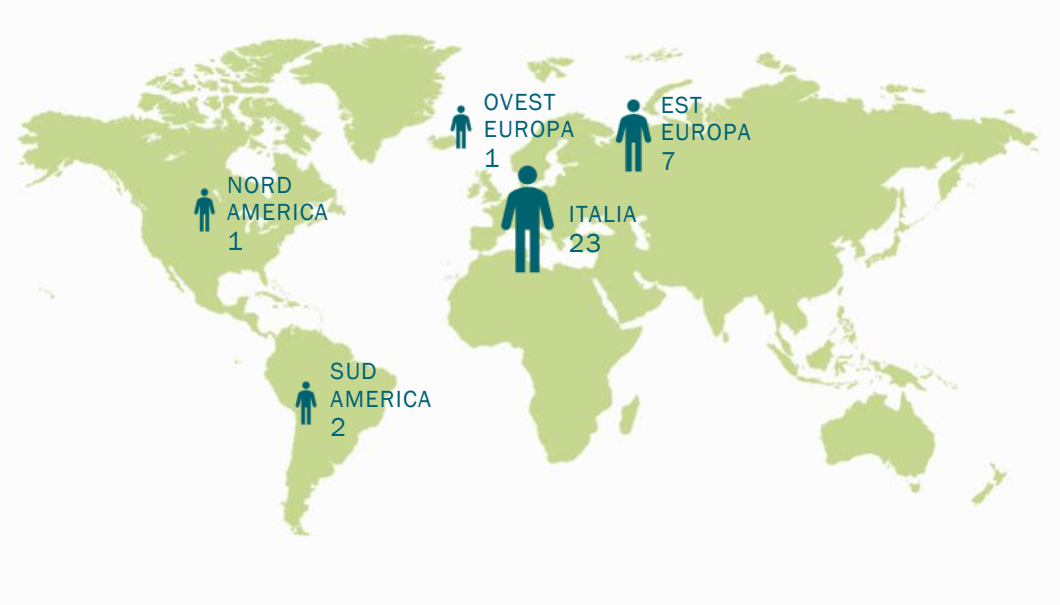 OVEST
EUROPA
1
EST
EUROPA
7
NORD
AMERICA
1
ITALIA
23
SUD
AMERICA
2